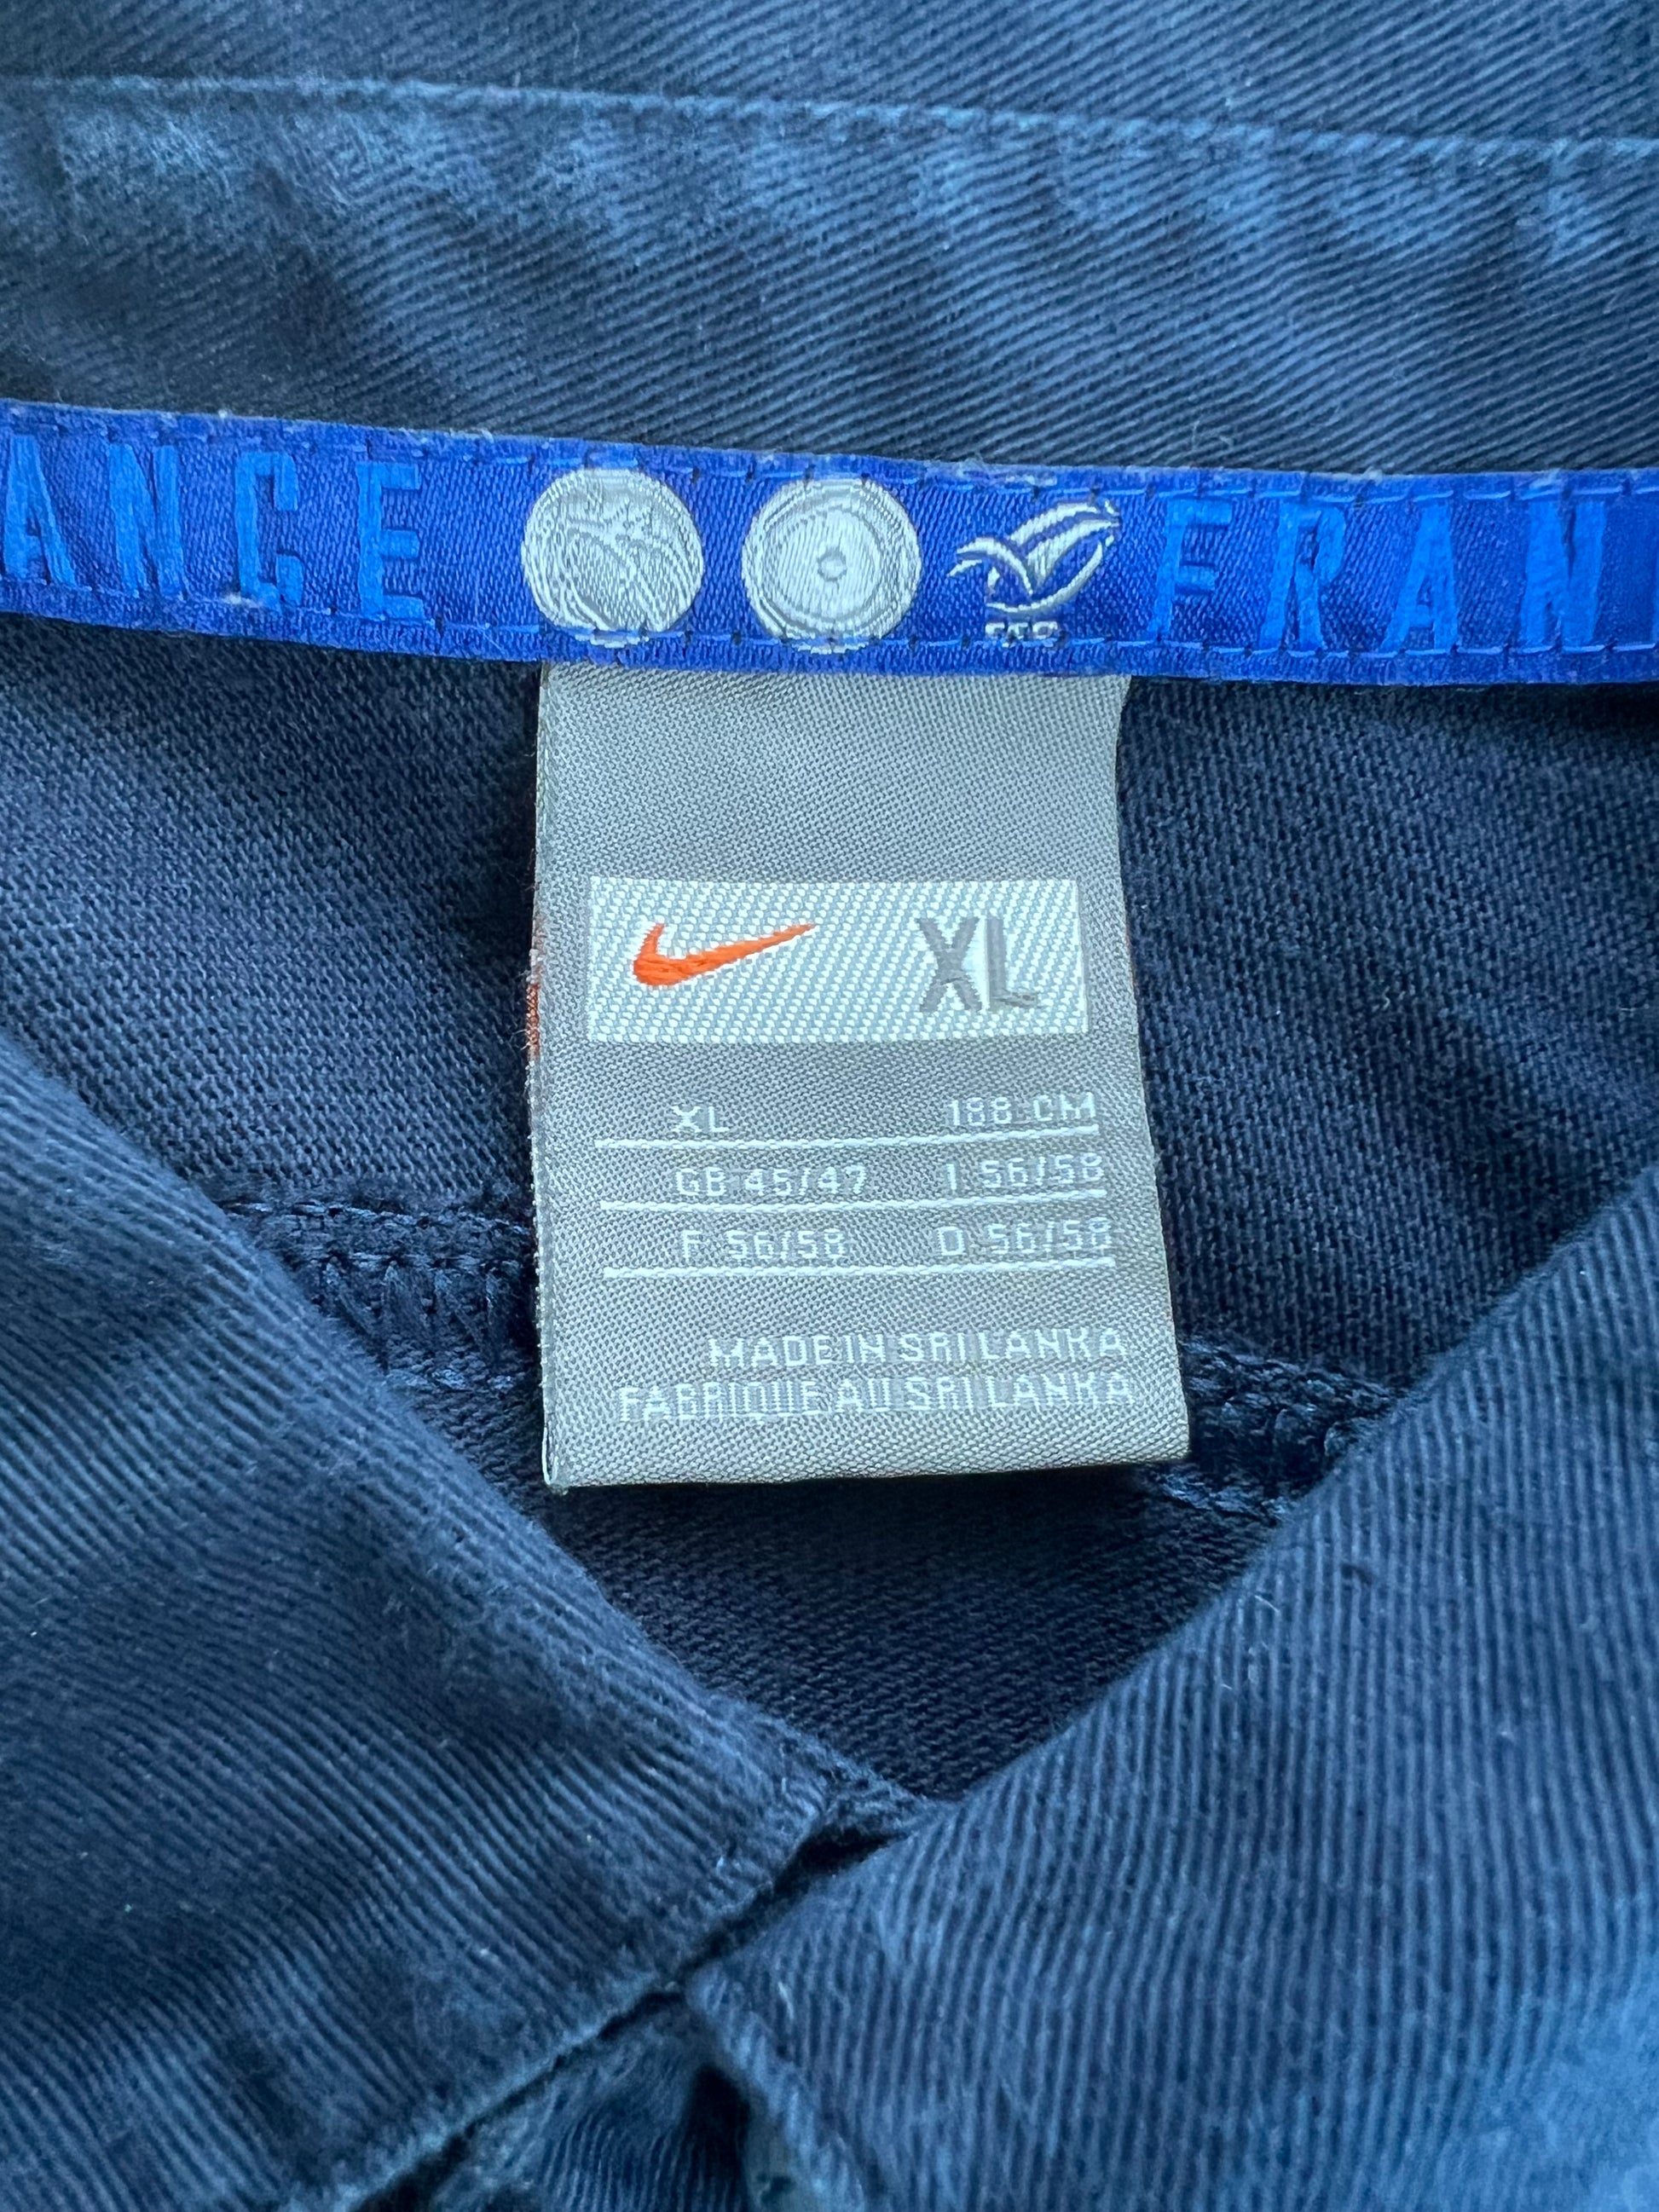 ANCE FRAN
XL
XL 188 CM
GB 45/47 I 56/58
F 56/58 D 56/58
MADE IN SRI LANKA
FABRIQUE AU SRI LANKA